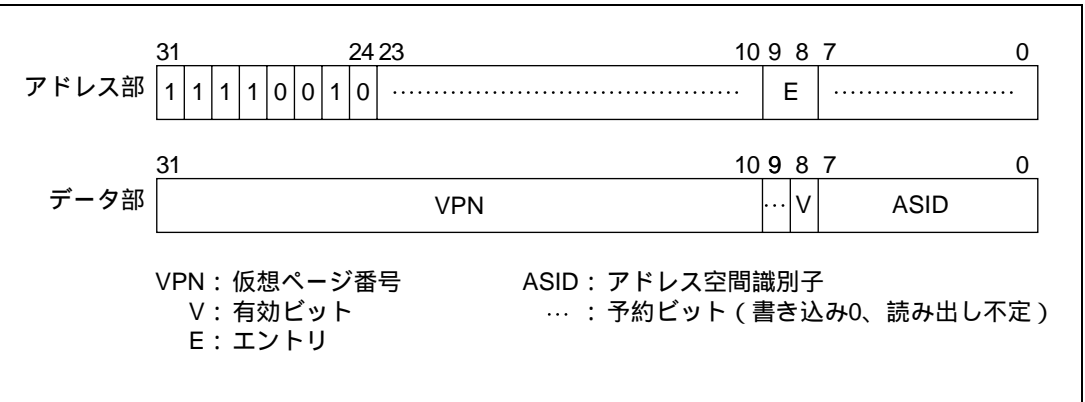 31 24 23 10 9 8 7 0
アドレス部 1 1 1 1 0 0 1 0 ………………………………… E …………………
31 10 9 8 7 0
データ部 VPN … V ASID
VPN：仮想ページ番号 ASID：アドレス空間識別子
V：有効ビット …：予約ビット（書き込み0、読み出し不定）
E：エントリ